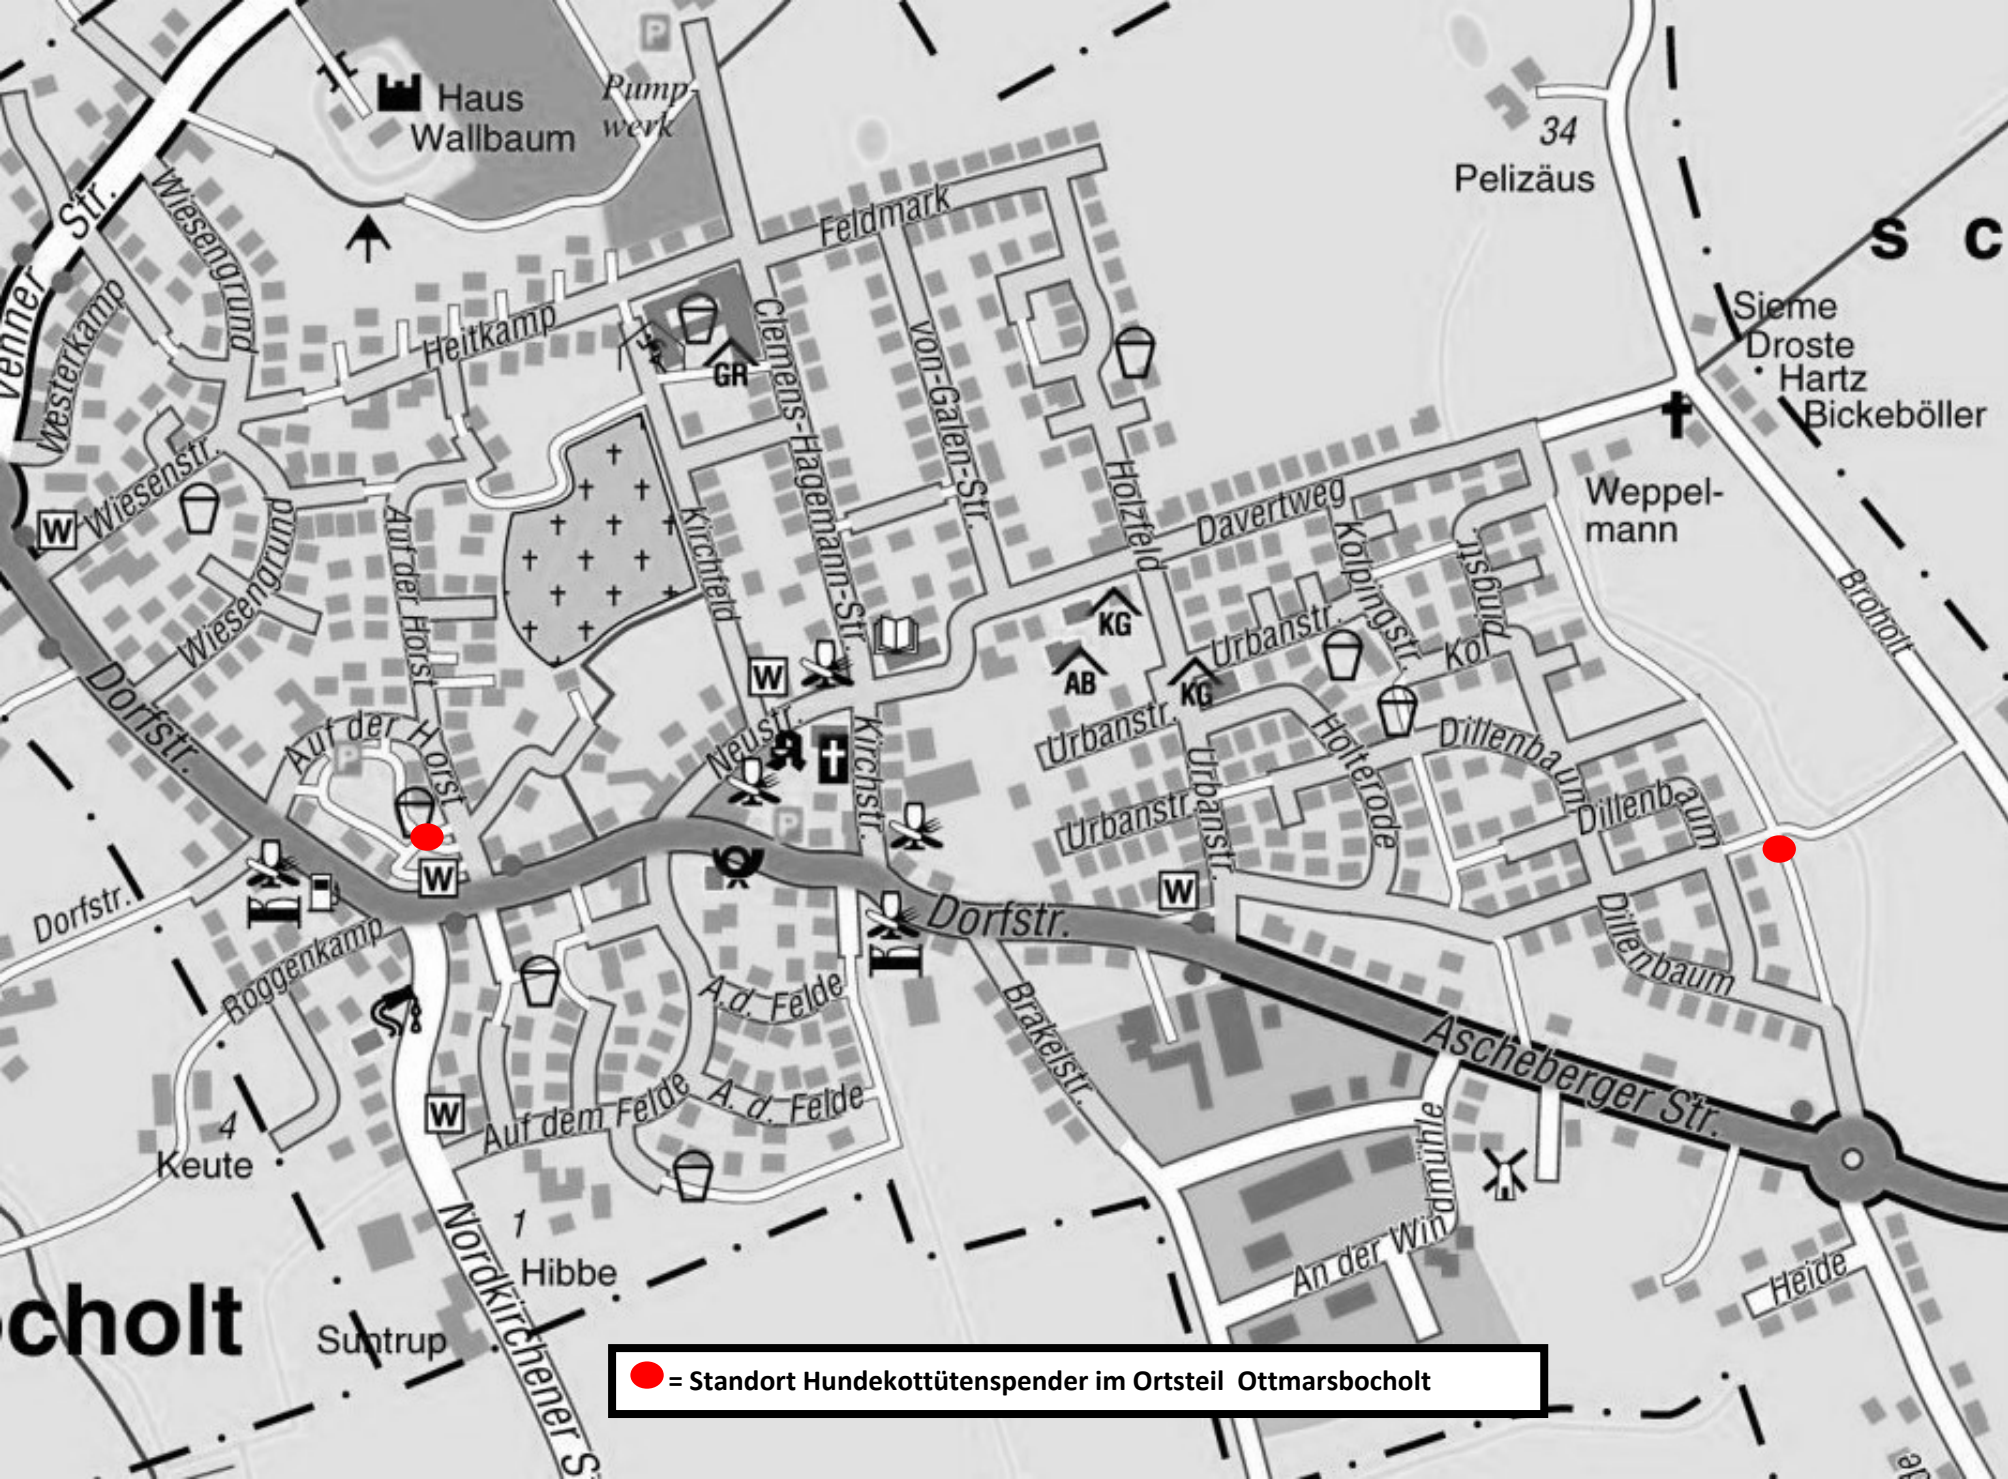 P
Pump-
werk
Haus
Wallbaum
34
Pelizäus
s c
Venner Str.
Wiesengrund
Westerkamp
Feldmark
Heitkamp
Clemens-Hagemann-Str.
von-Galen-Str.
GR
Sieme
Droste
Hartz
Bickeböller
Weppel-
mann
Broholt
Wiesenstr.
W
Wiesengrund
Auf der Horst
Kirchfeld
Holzfeld
Davertweg
Kolpingstr.
Pingsu
Kol
KG
AB
KG
Urbanstr.
Urbanstr.
Urbanstr.
Urbanstr.
Holterode
Dillenbaum
Dillenbaum
Dillenbaum
W
Neustr.
Kirchstr.
P
Dorfstr.
Auf der Horst
P
W
Dorfstr.
Dorfstr.
W
Roggenkamp
A.d. Felde
A. d. Felde
Auf dem Felde
Brakelstr.
Ascheberger Str.
An der Windmühle
Heide
4
Keute
W
1
Hibbe
Nordkirchener S
Suntrup
ocholt
= Standort Hundekottütenspender im Ortsteil Ottmarsbocholt